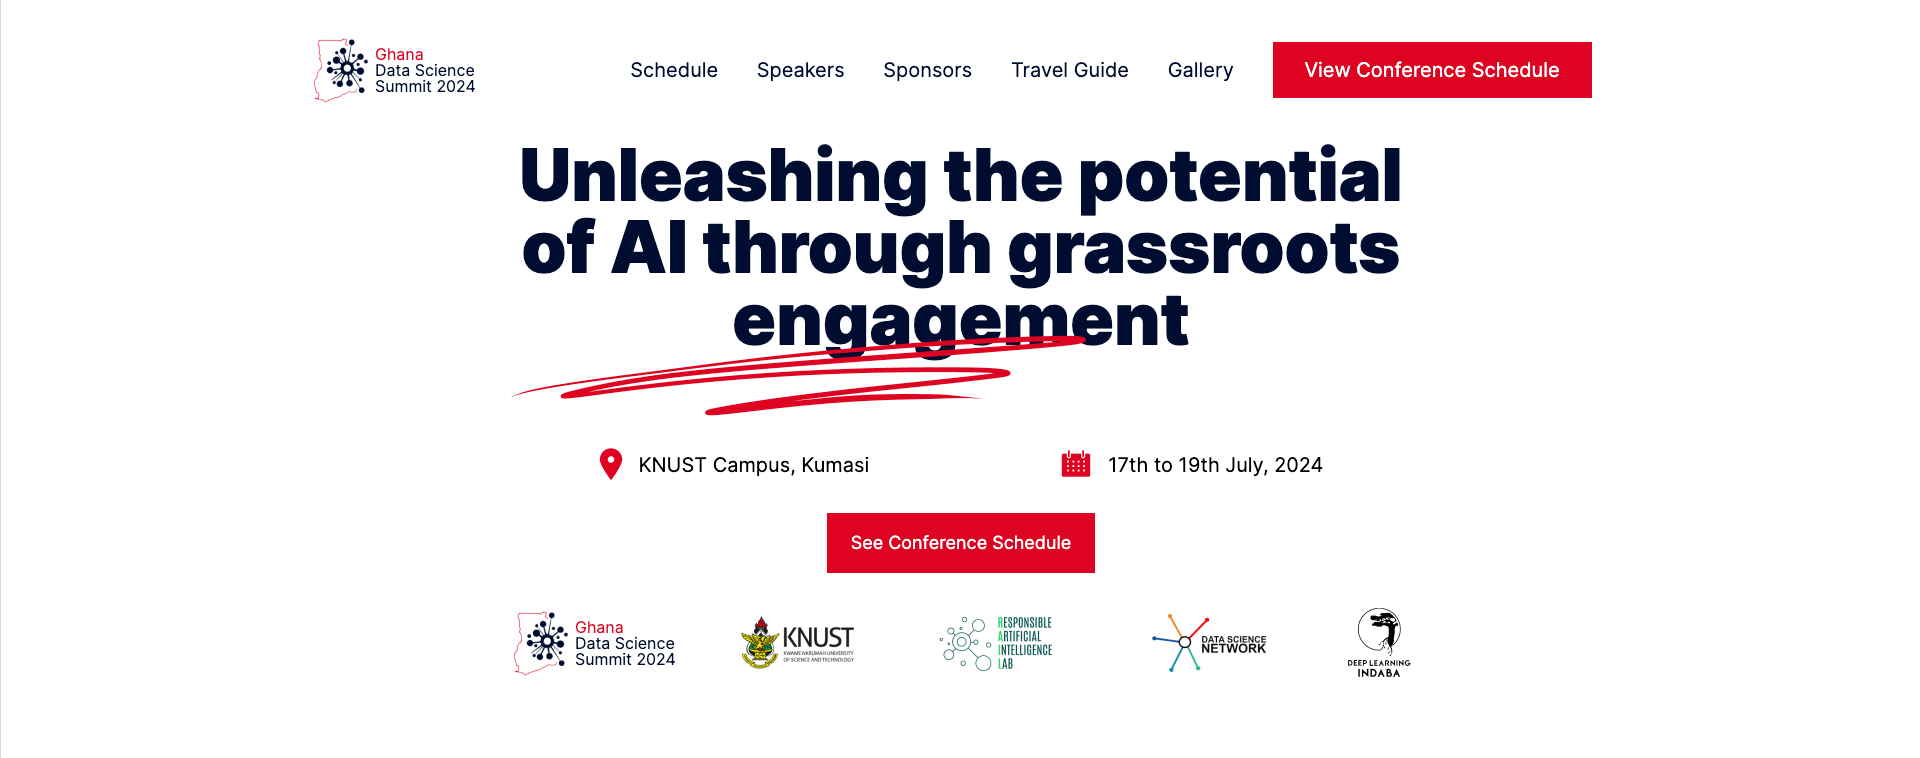 Ghana
Data Science
Summit 2024
Schedule
Speakers
Sponsors
Travel Guide
Gallery
View Conference Schedule
Unleashing the potential
of AI through grassroots
engagement
KNUST Campus, Kumasi
17th to 19th July, 2024
See Conference Schedule
Ghana
Data Science
Summit 2024
KNUST
KWAME NKRUMAH UNIVERSITY
OF SCIENCE AND TECHNOLOGY
RESPONSIBLE
ARTIFICIAL
INTELLIGENCE
LAB
DATA SCIENCE
NETWORK
DEEP LEARNING
INDABA